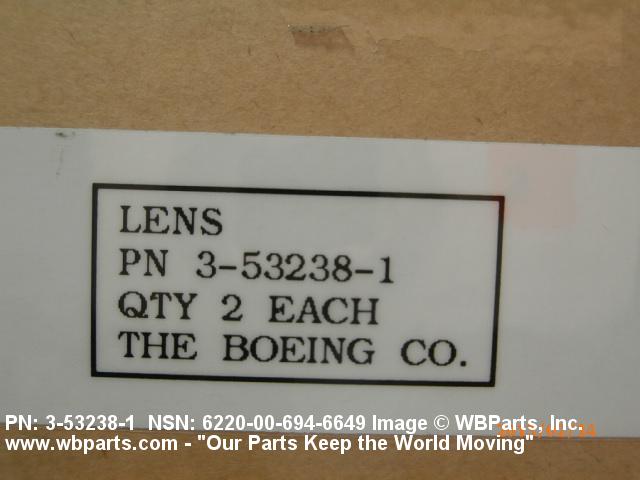 LENS
PN 3-53238-1
QTY 2 EACH
THE BOEING CO.
PN: 3-53238-1 NSN: 6220-00-694-6649 Image © WBParts, Inc.
www.wbparts.com - "Our Parts Keep the World Moving"